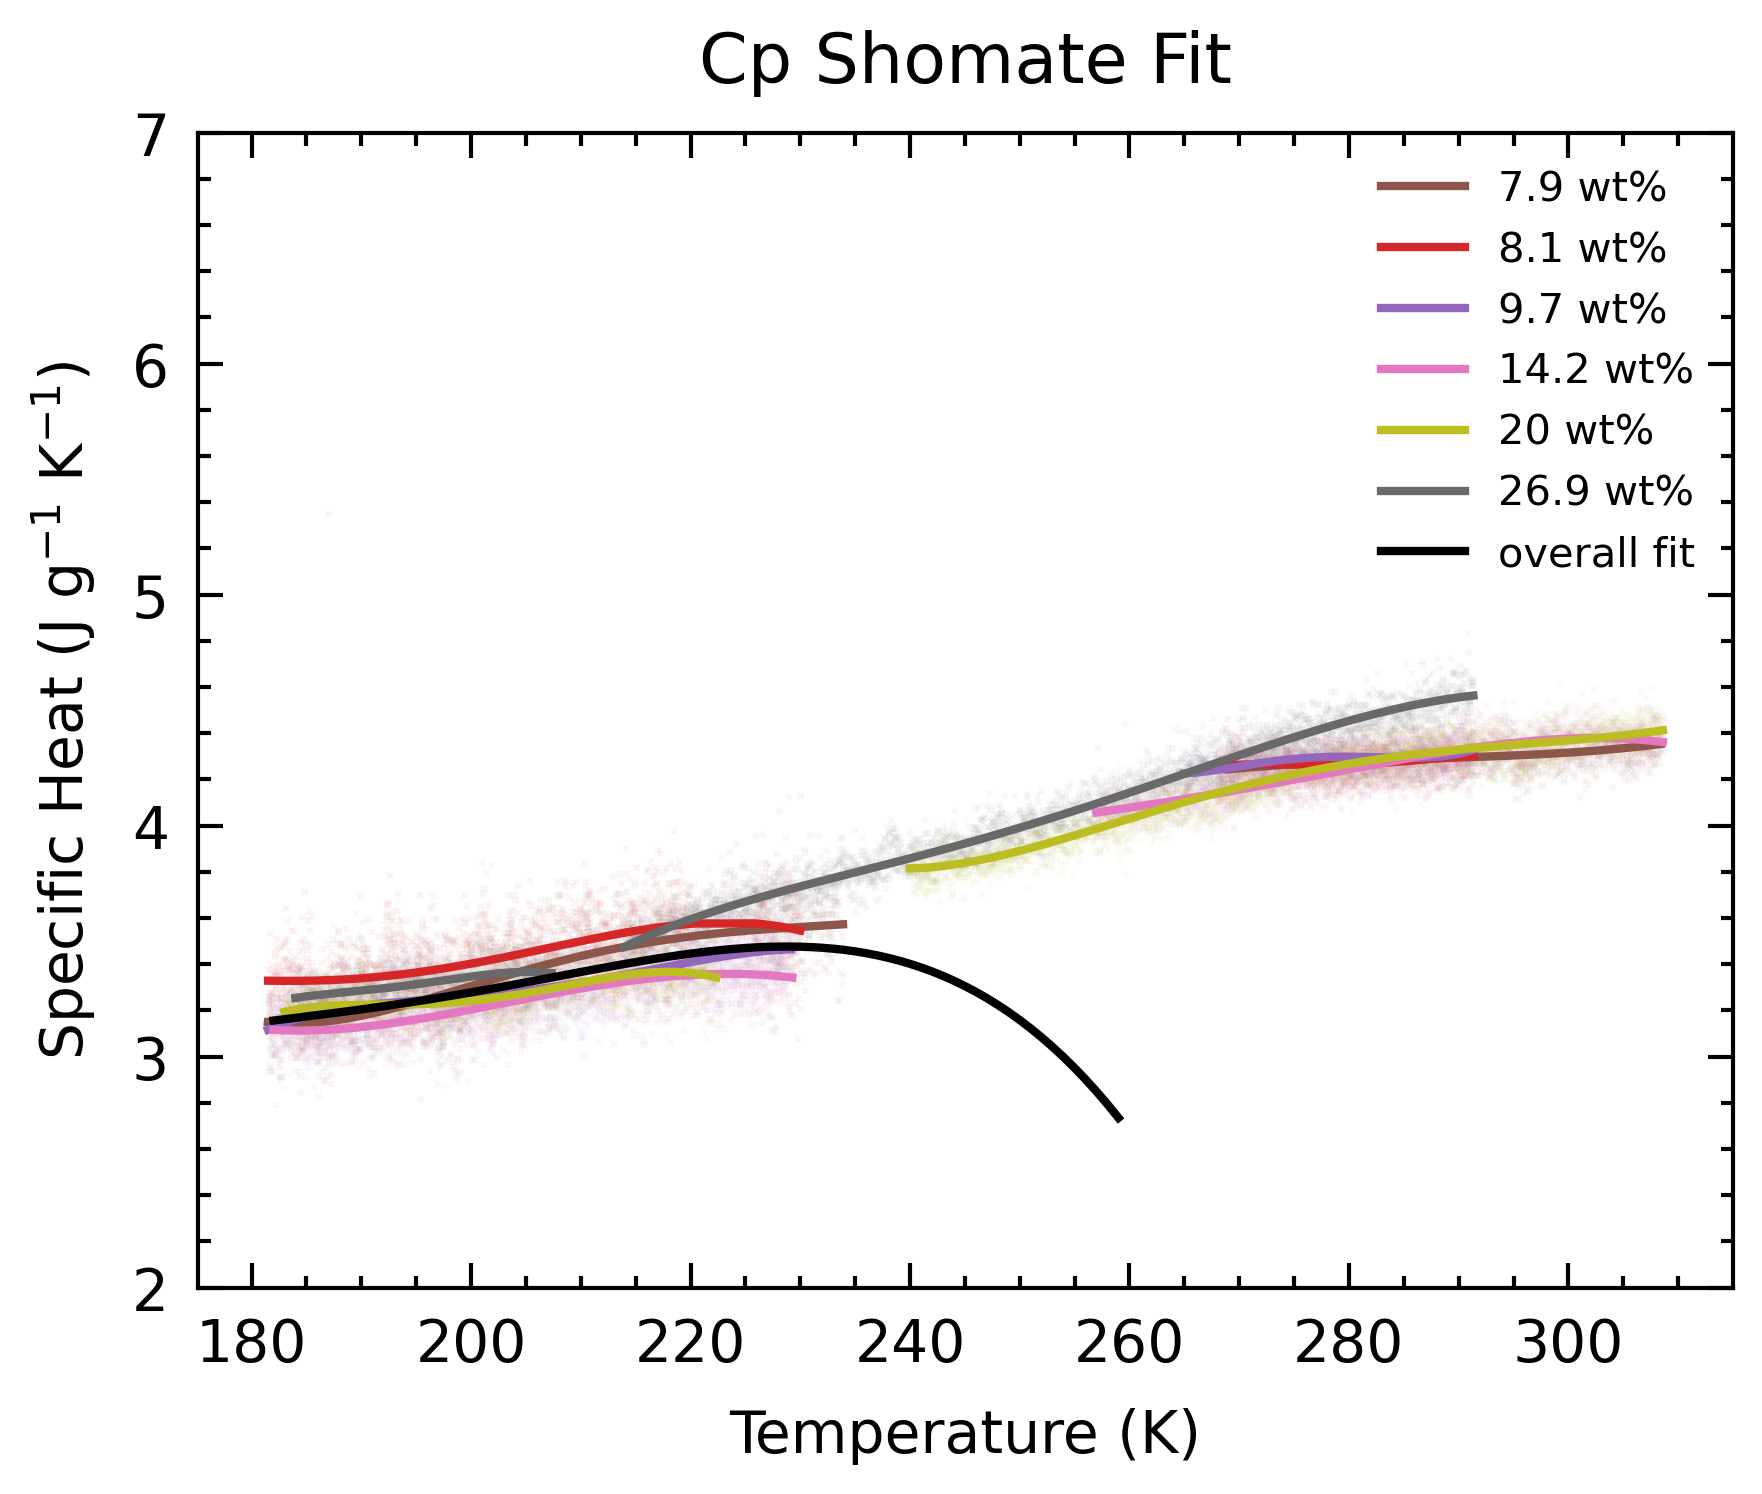 Cp Shomate Fit
7
6
5
4
3
2
Specific Heat (J g⁻¹ K⁻¹)
7.9 wt%
8.1 wt%
9.7 wt%
14.2 wt%
20 wt%
26.9 wt%
overall fit
180 200 220 240 260 280 300
Temperature (K)